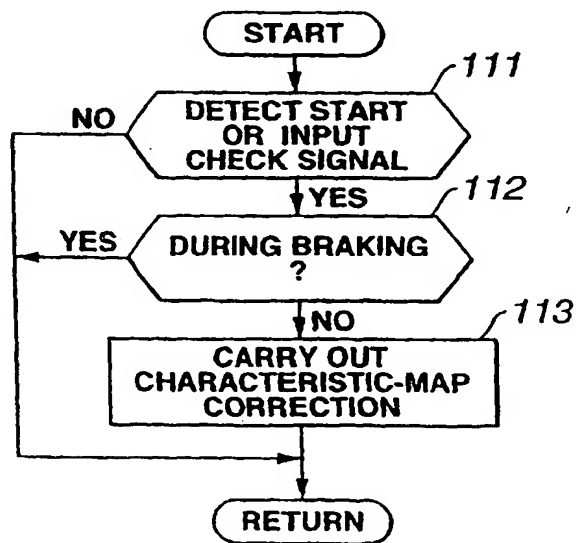 START
111
NO
DETECT START
OR INPUT
CHECK SIGNAL
YES
112
YES
DURING BRAKING
?
NO
113
CARRY OUT
CHARACTERISTIC-MAP
CORRECTION
RETURN